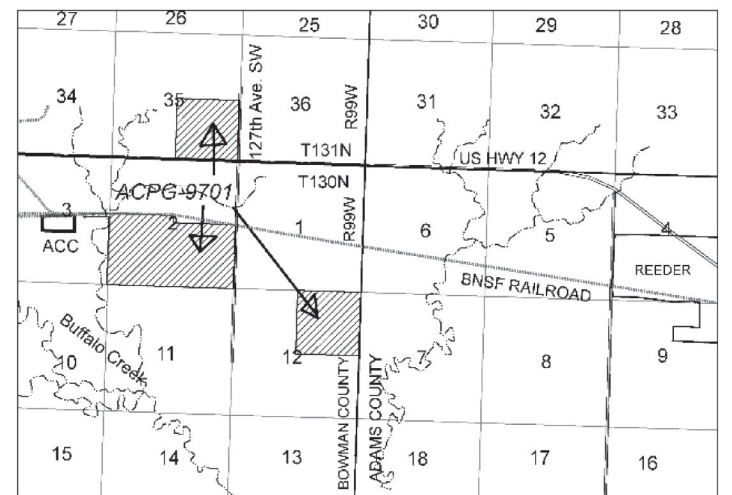 27 26 25 30 29 28
34 35 36 31 32 33
127th Ave. SW
R99W
T131N
US HWY 12
T130N
ACPG-9701
3 2 1 6 5 4
R99W
ACC
REEDER
BNSF RAILROAD
Buffalo Creek
10 11 12 7 8 9
BOWMAN COUNTY
ADAMS COUNTY
15 14 13 18 17 16